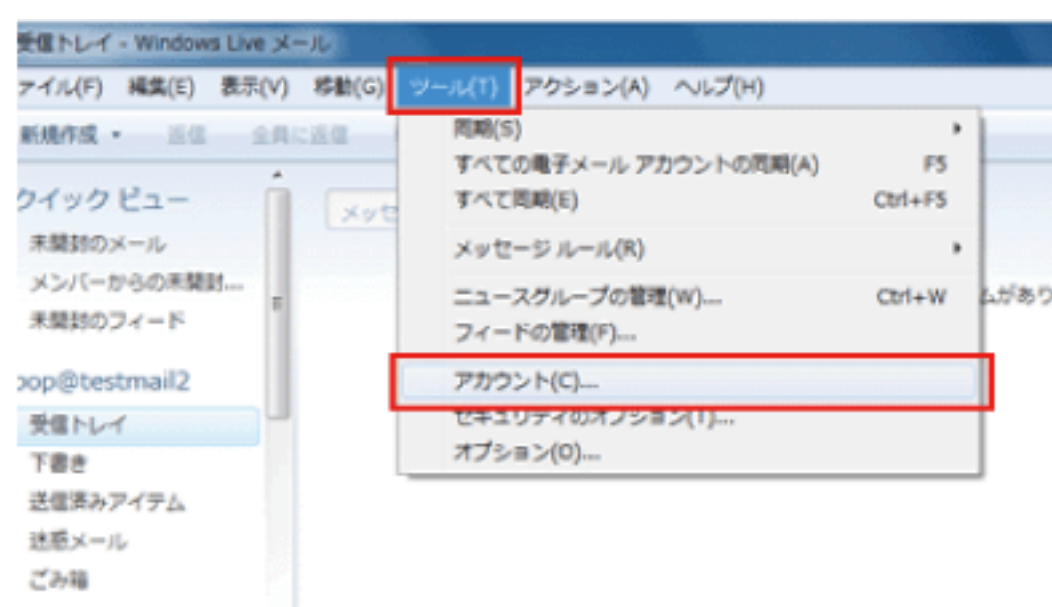 受信トレイ - Windows Live メール
ァイル(F) 編集(E) 表示(V) 移動(G) ツール(T) アクション(A) ヘルプ(H)
新規作成 返信 全員に返信
同期(S)
すべての電子メール アカウントの同期(A) F5
すべて同期(E) Ctrl+F5
メッセージ ルール(R)
ニュースグループの管理(W)... Ctrl+W
フィードの管理(F)...
アカウント(C)...
セキュリティのオプション(T)...
オプション(O)...
クイック ビュー
未開封のメール
メンバーからの未開封...
未開封のフィード
pop@testmail2
受信トレイ
下書き
送信済みアイテム
迷惑メール
ごみ箱
メッセ
ムがあり